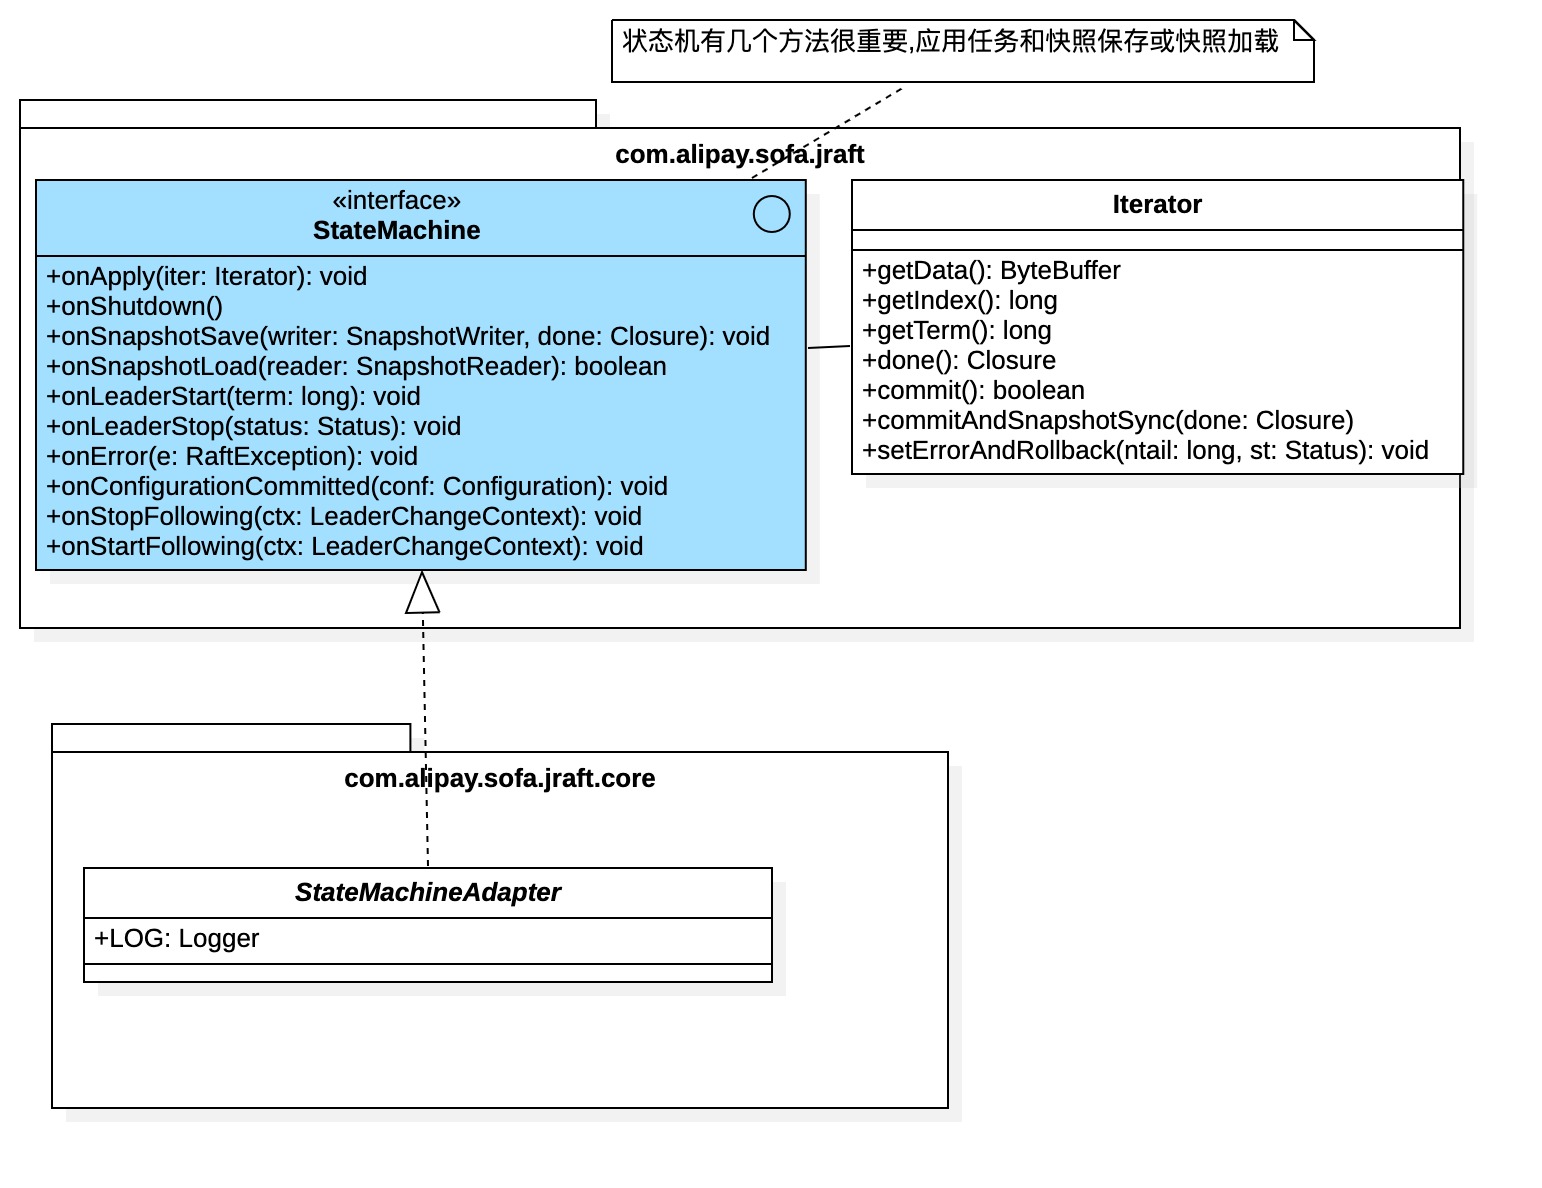 状态机有几个方法很重要,应用任务和快照保存或快照加载
com.alipay.sofa.jraft
«interface»
StateMachine
+onApply(iter: Iterator): void
+onShutdown()
+onSnapshotSave(writer: SnapshotWriter, done: Closure): void
+onSnapshotLoad(reader: SnapshotReader): boolean
+onLeaderStart(term: long): void
+onLeaderStop(status: Status): void
+onError(e: RaftException): void
+onConfigurationCommitted(conf: Configuration): void
+onStopFollowing(ctx: LeaderChangeContext): void
+onStartFollowing(ctx: LeaderChangeContext): void
Iterator
+getData(): ByteBuffer
+getIndex(): long
+getTerm(): long
+done(): Closure
+commit(): boolean
+commitAndSnapshotSync(done: Closure)
+setErrorAndRollback(ntail: long, st: Status): void
com.alipay.sofa.jraft.core
StateMachineAdapter
+LOG: Logger